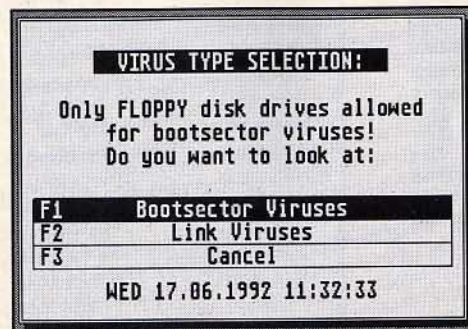 VIRUS TYPE SELECTION:
Only FLOPPY disk drives allowed
for bootsector viruses!
Do you want to look at:
F1 Bootsector Viruses
F2 Link Viruses
F3 Cancel
WED 17.06.1992 11:32:33